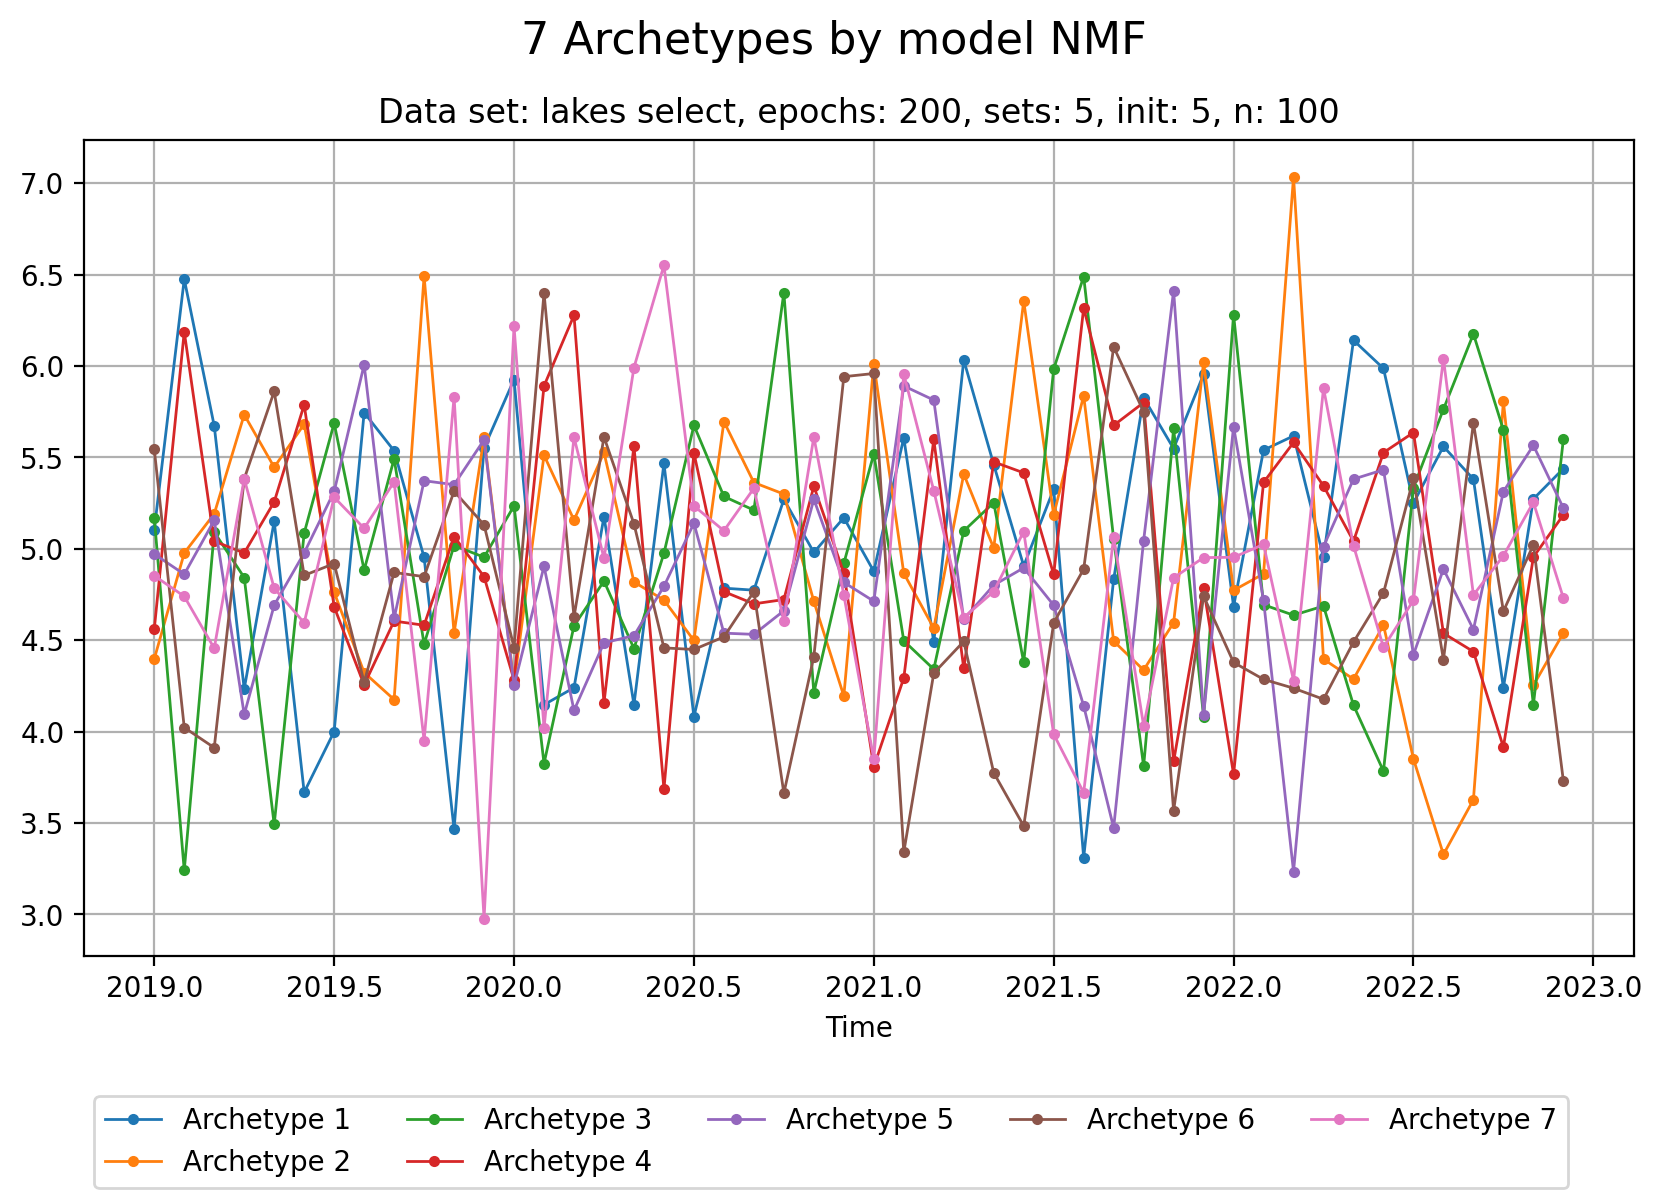 7 Archetypes by model NMF
Data set: lakes select, epochs: 200, sets: 5, init: 5, n: 100
7.0
6.5
6.0
5.5
5.0
4.5
4.0
3.5
3.0
2019.0 2019.5 2020.0 2020.5 2021.0 2021.5 2022.0 2022.5 2023.0
Time
Archetype 1 Archetype 3 Archetype 5 Archetype 6 Archetype 7
Archetype 2 Archetype 4